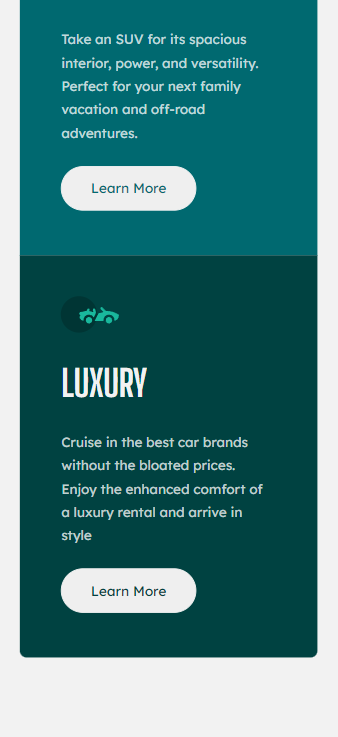 Take an SUV for its spacious
interior, power, and versatility.
Perfect for your next family
vacation and off-road
adventures.
Learn More
LUXURY
Cruise in the best car brands
without the bloated prices.
Enjoy the enhanced comfort of
a luxury rental and arrive in
style
Learn More